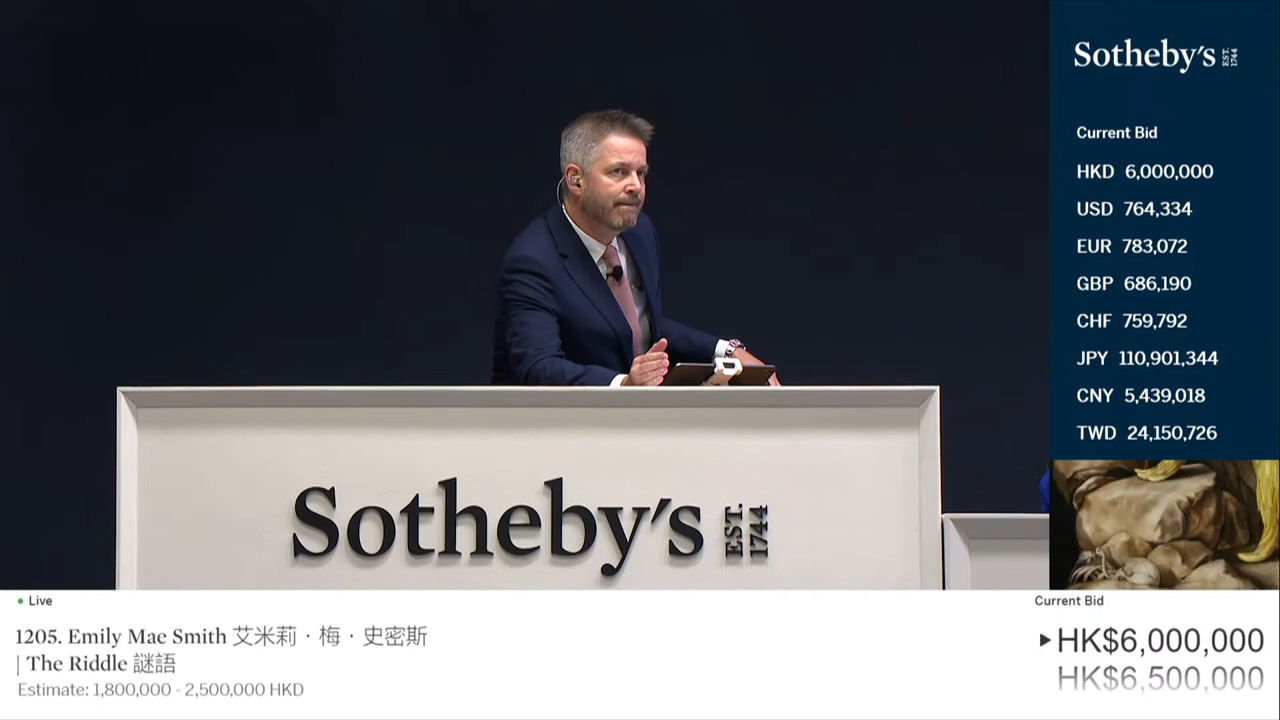 Sotheby's EST. 1744
Current Bid
HKD 6,000,000
USD 764,334
EUR 783,072
GBP 686,190
CHF 759,792
JPY 110,901,344
CNY 5,439,018
TWD 24,150,726
Sotheby's EST. 1744
Live
1205. Emily Mae Smith 艾米莉 · 梅 · 史密斯
| The Riddle 謎語
Estimate: 1,800,000 - 2,500,000 HKD
Current Bid
HK$6,000,000
HK$6,500,000